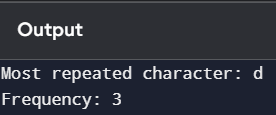 Output
Most repeated character: d
Frequency: 3